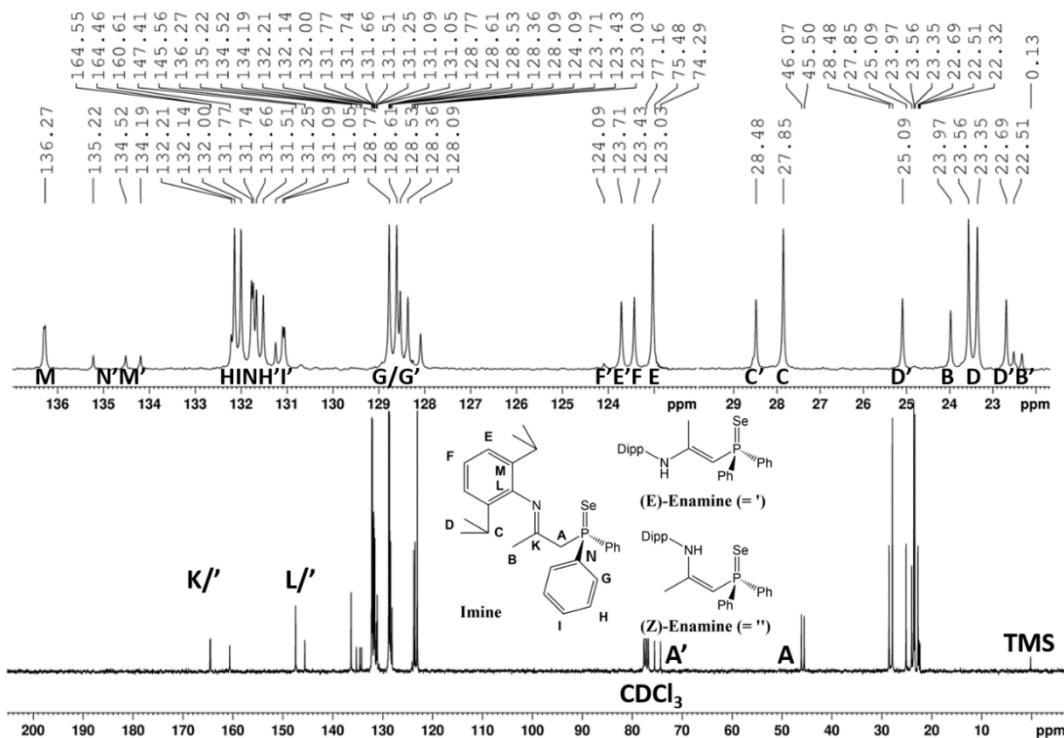 164.55 164.46 160.61 147.41 145.56 136.27 135.22 134.52 134.19 132.21 132.14 132.00 131.77 131.74 131.66 131.51 131.25 131.09 131.05 128.77 128.61 128.53 128.36 128.09 124.09 123.71 123.43 123.03 77.16 75.48 74.29 46.07 45.50 28.48 27.85 25.09 23.97 23.56 23.35 22.69 22.51 22.32 0.13
136.27 135.22 134.52 134.19 132.21 132.14 132.00 131.77 131.74 131.66 131.51 131.25 131.09 131.05 128.77 128.61 128.53 128.36 128.09 124.09 123.71 123.43 123.03 28.48 27.85 25.09 23.97 23.56 23.35 22.69 22.51
M N' M' H I N H' I' G/G' F' E' F E C' C D' B D D' B'
136 135 134 133 132 131 130 129 128 124 ppm 29 28 27 26 25 24 23 ppm
E
F
M
L
D
C
N
Se
P
A
Ph
K
B
N
G
H
I
Imine
Se
Dipp
N
H
P
Ph
Ph
(E)-Enamine (= ')
Dipp
NH
Se
P
Ph
Ph
(Z)-Enamine (= '')
K/'
L/'
A'
A
TMS
CDCl3
200 190 180 170 160 150 140 130 120 110 100 90 80 70 60 50 40 30 20 10 ppm